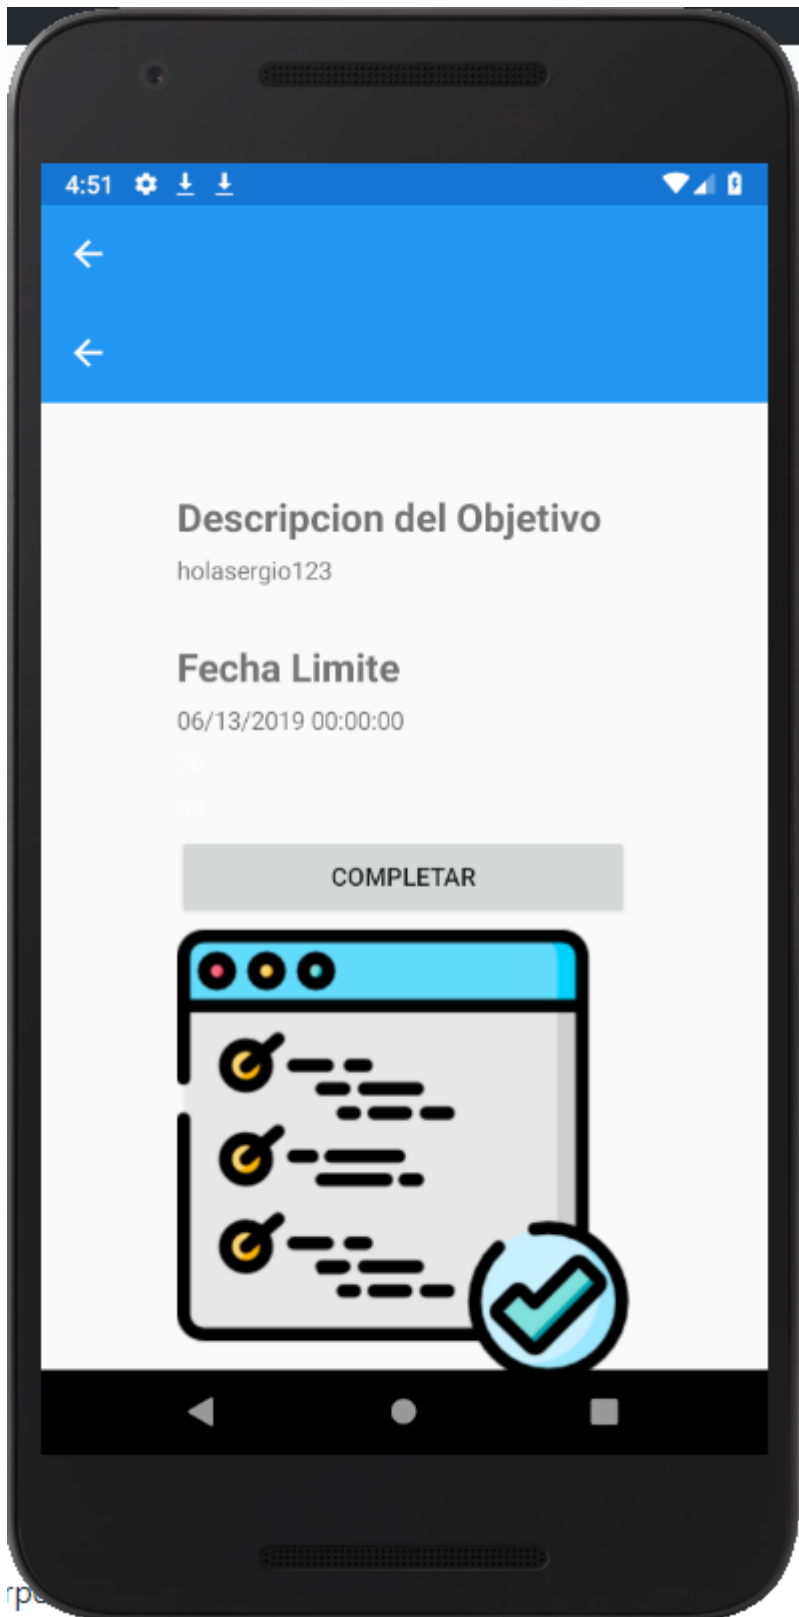 4:51
Descripcion del Objetivo
holasergio123
Fecha Limite
06/13/2019 00:00:00
COMPLETAR